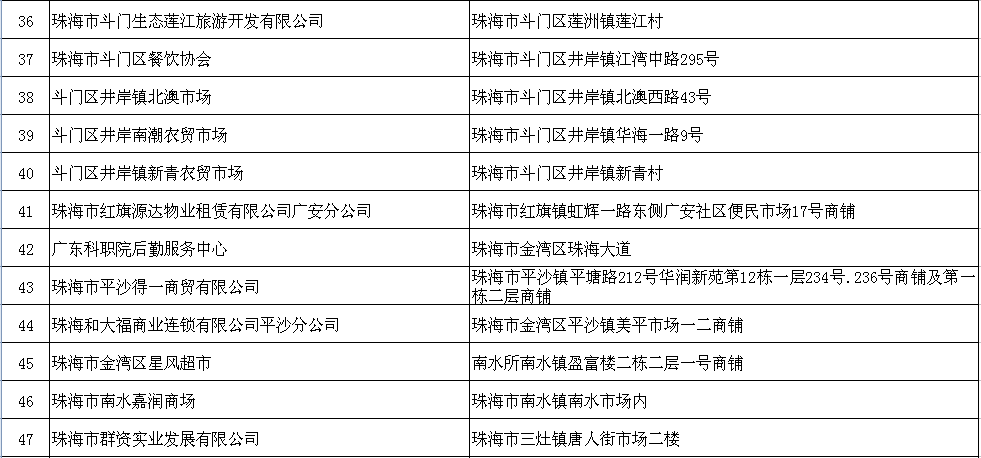 36 珠海市斗门生态莲江旅游开发有限公司 珠海市斗门区莲洲镇莲江村
37 珠海市斗门区餐饮协会 珠海市斗门区井岸镇江湾中路295号
38 斗门区井岸镇北澳市场 珠海市斗门区井岸镇北澳西路43号
39 斗门区井岸南潮农贸市场 珠海市斗门区井岸镇华海一路9号
40 斗门区井岸镇新青农贸市场 珠海市斗门区井岸镇新青村
41 珠海市红旗源达物业租赁有限公司广安分公司 珠海市红旗镇虹辉一路东侧广安社区便民市场17号商铺
42 广东科职院后勤服务中心 珠海市金湾区珠海大道
43 珠海市平沙得一商贸有限公司 珠海市平沙镇平塘路212号华润新苑第12栋一层234号.236号商铺及第一
栋二层商铺
44 珠海和大福商业连锁有限公司平沙分公司 珠海市金湾区平沙镇美平市场一二商铺
45 珠海市金湾区星风超市 南水所南水镇盈富楼二栋二层一号商铺
46 珠海市南水嘉润商场 珠海市南水镇南水市场内
47 珠海市群资实业发展有限公司 珠海市三灶镇唐人街市场二楼